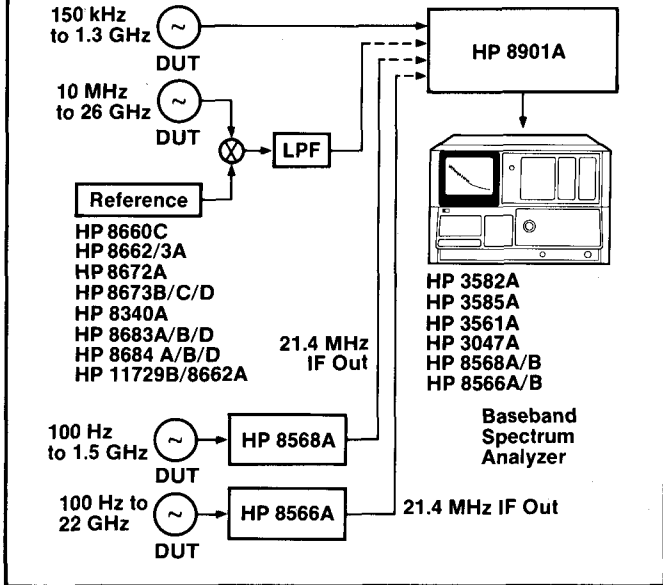 150 kHz
to 1.3 GHz
~
DUT
HP 8901A
10 MHz
to 26 GHz
~
DUT
LPF
Reference
HP 8660C
HP 8662/3A
HP 8672A
HP 8673B/C/D
HP 8340A
HP 8683A/B/D
HP 8684 A/B/D
HP 11729B/8662A
21.4 MHz
IF Out
HP 3582A
HP 3585A
HP 3561A
HP 3047A
HP 8568A/B
HP 8566A/B
Baseband
Spectrum
Analyzer
100 Hz
to 1.5 GHz
~
DUT
HP 8568A
100 Hz to
22 GHz
~
DUT
HP 8566A
21.4 MHz IF Out